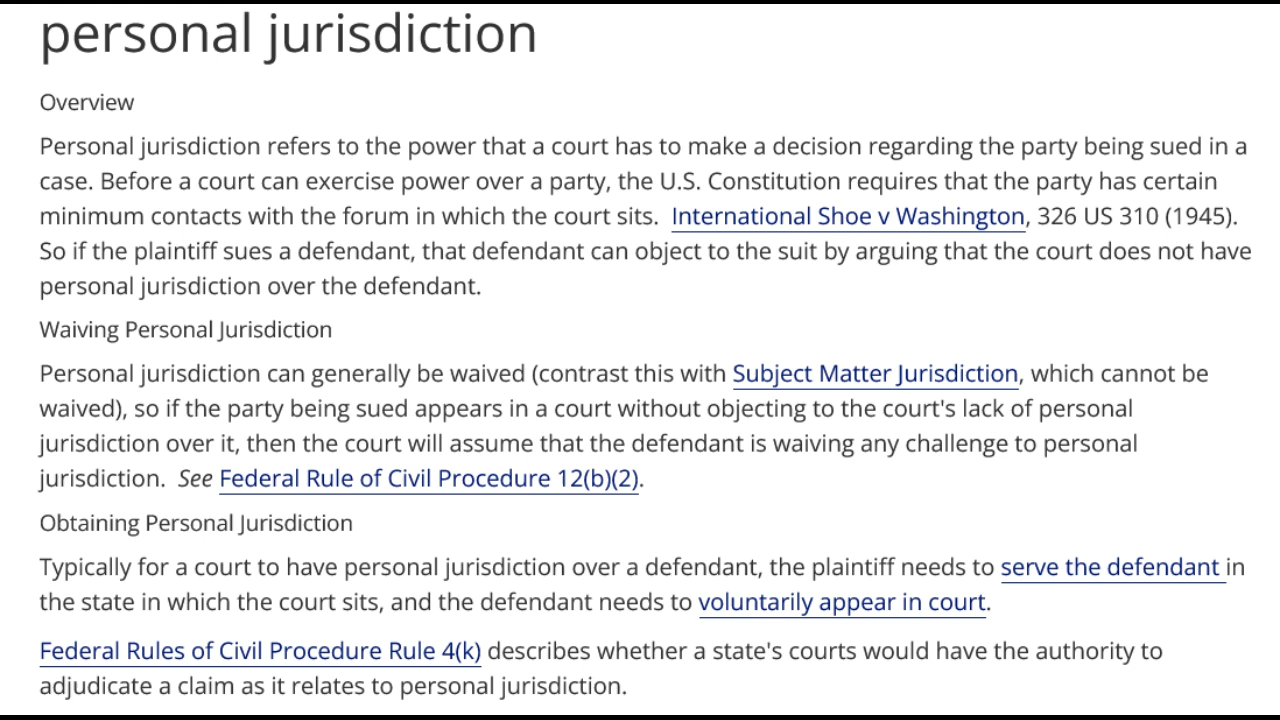 personal jurisdiction
Overview
Personal jurisdiction refers to the power that a court has to make a decision regarding the party being sued in a
case. Before a court can exercise power over a party, the U.S. Constitution requires that the party has certain
minimum contacts with the forum in which the court sits.  International Shoe v Washington, 326 US 310 (1945).
So if the plaintiff sues a defendant, that defendant can object to the suit by arguing that the court does not have
personal jurisdiction over the defendant.
Waiving Personal Jurisdiction
Personal jurisdiction can generally be waived (contrast this with Subject Matter Jurisdiction, which cannot be
waived), so if the party being sued appears in a court without objecting to the court's lack of personal
jurisdiction over it, then the court will assume that the defendant is waiving any challenge to personal
jurisdiction.  See Federal Rule of Civil Procedure 12(b)(2).
Obtaining Personal Jurisdiction
Typically for a court to have personal jurisdiction over a defendant, the plaintiff needs to serve the defendant in
the state in which the court sits, and the defendant needs to voluntarily appear in court.
Federal Rules of Civil Procedure Rule 4(k) describes whether a state's courts would have the authority to
adjudicate a claim as it relates to personal jurisdiction.